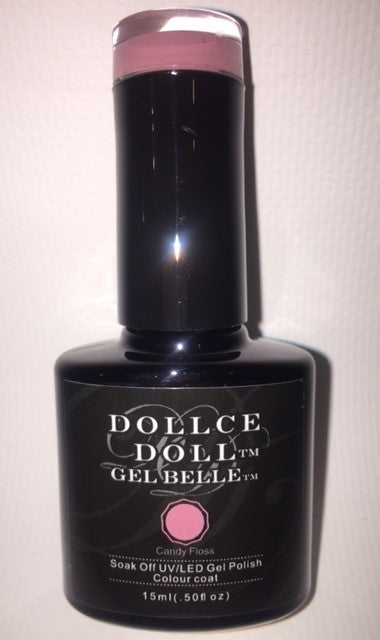 DOLLCE
DOLL™
GEL BELLE™
Candy Floss
Soak Off UV/LED Gel Polish
Colour coat
15ml(.50fl oz)